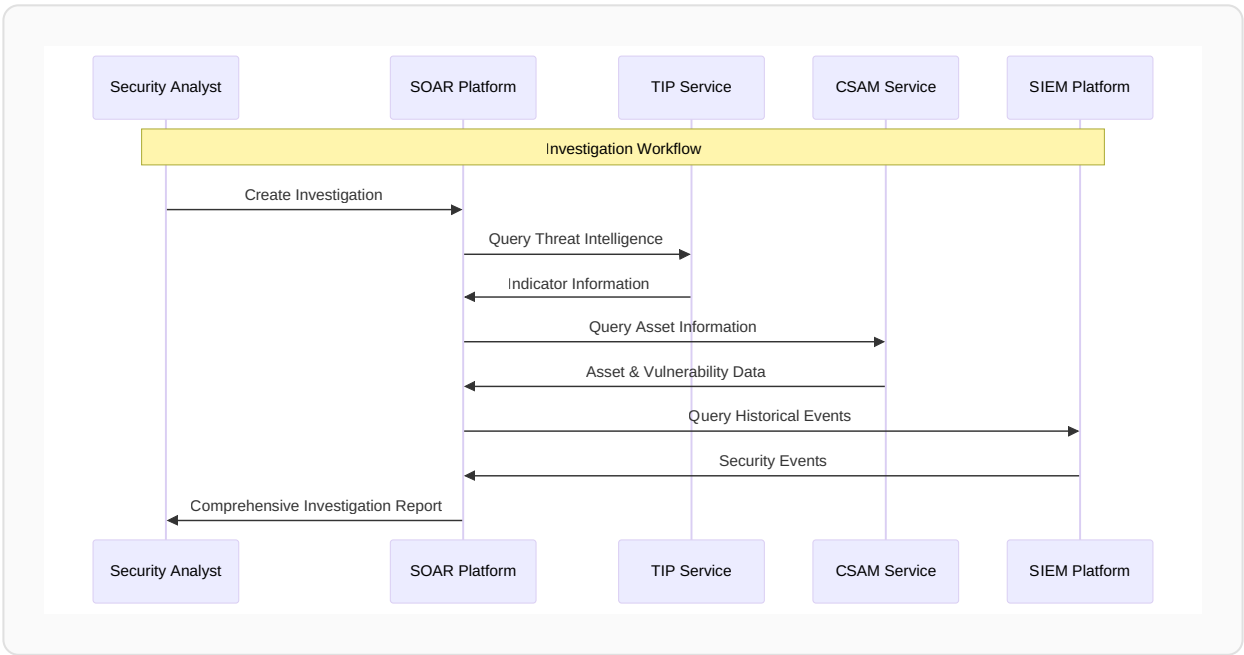 Security Analyst
SOAR Platform
TIP Service
CSAM Service
SIEM Platform
Investigation Workflow
Create Investigation
Query Threat Intelligence
Indicator Information
Query Asset Information
Asset & Vulnerability Data
Query Historical Events
Security Events
Comprehensive Investigation Report
Security Analyst
SOAR Platform
TIP Service
CSAM Service
SIEM Platform